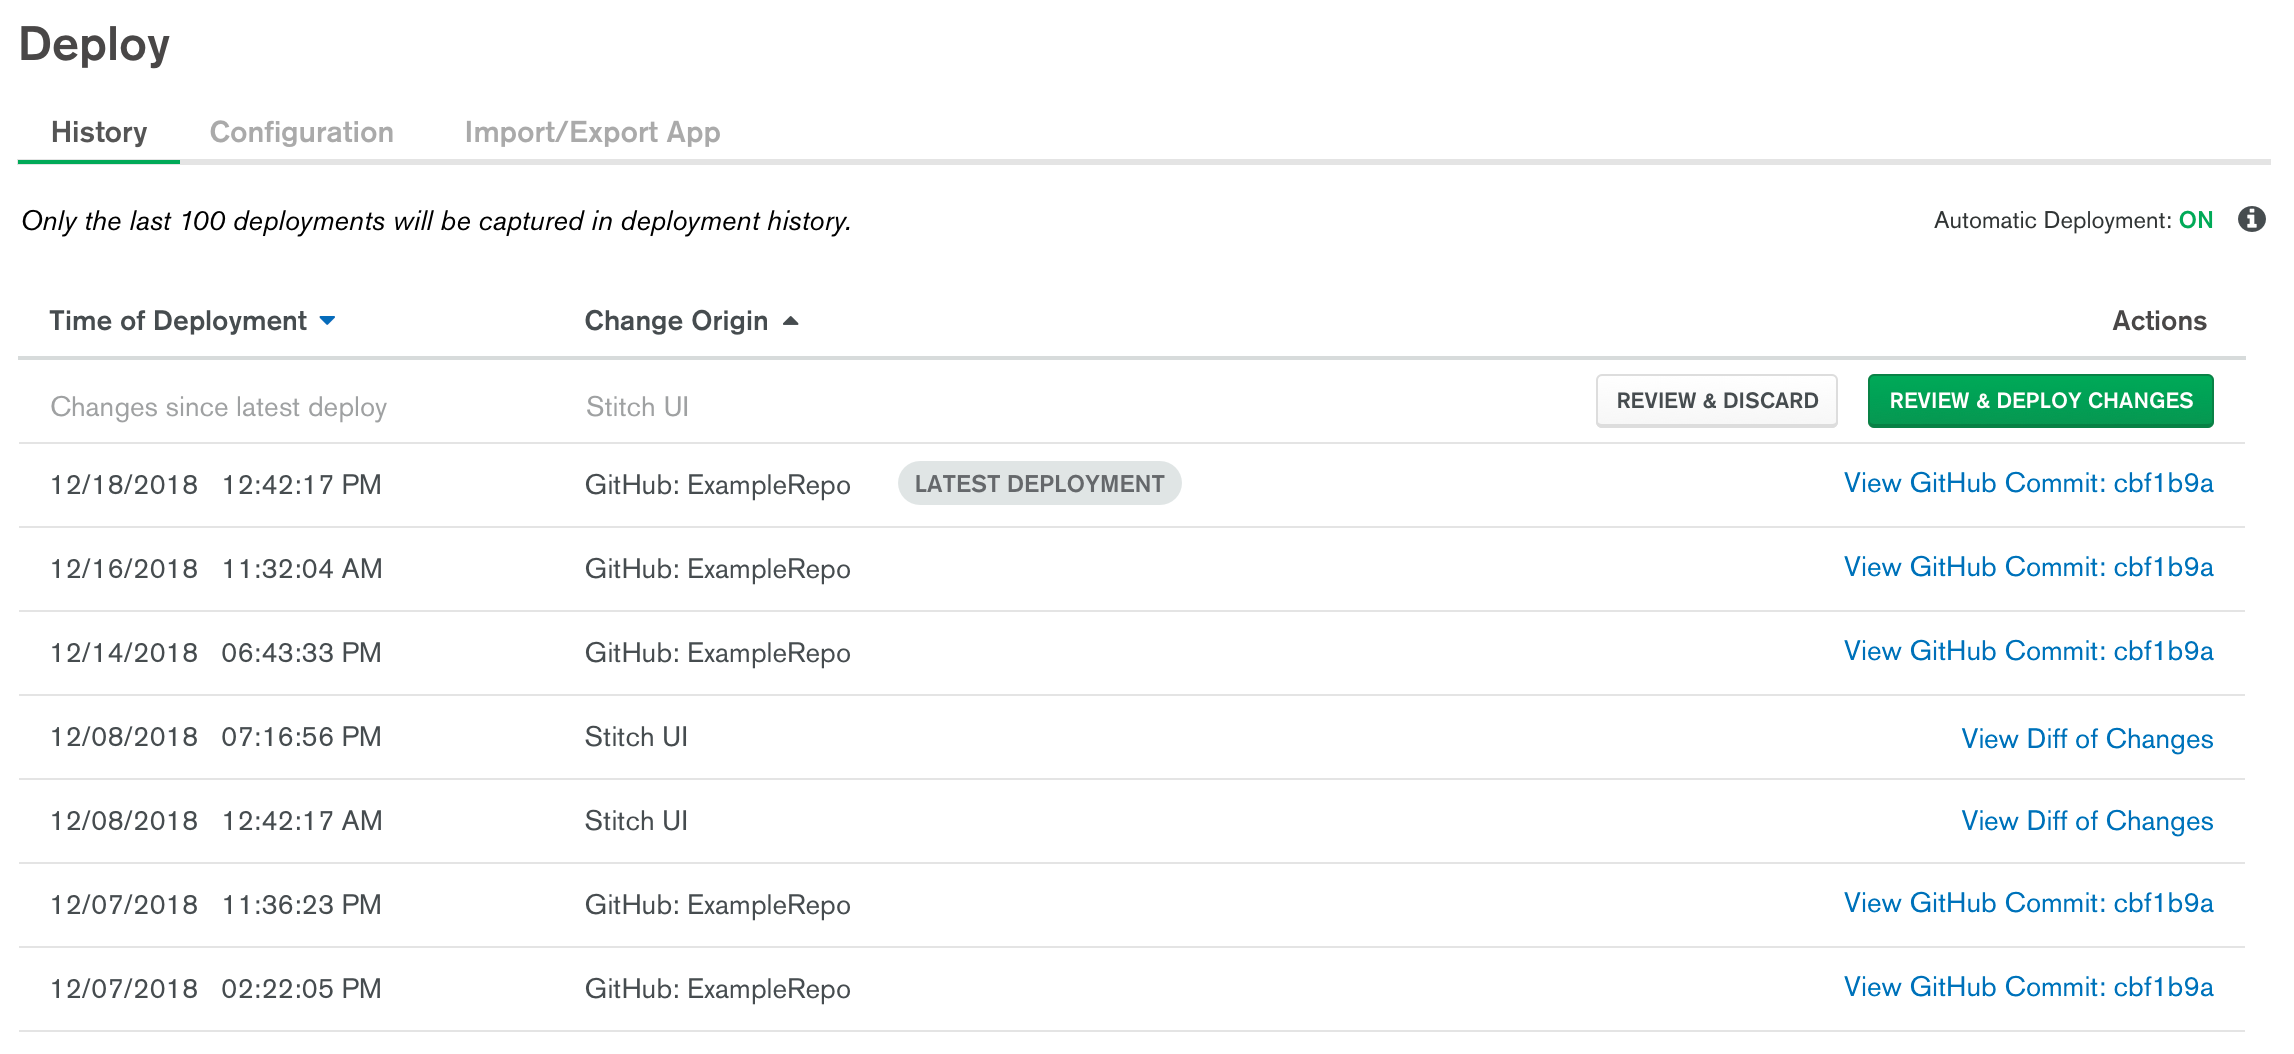 Deploy
History Configuration Import/Export App
Only the last 100 deployments will be captured in deployment history. Automatic Deployment: ON
Time of Deployment Change Origin Actions
Changes since latest deploy Stitch UI REVIEW & DISCARD REVIEW & DEPLOY CHANGES
12/18/2018 12:42:17 PM GitHub: ExampleRepo LATEST DEPLOYMENT View GitHub Commit: cbf1b9a
12/16/2018 11:32:04 AM GitHub: ExampleRepo View GitHub Commit: cbf1b9a
12/14/2018 06:43:33 PM GitHub: ExampleRepo View GitHub Commit: cbf1b9a
12/08/2018 07:16:56 PM Stitch UI View Diff of Changes
12/08/2018 12:42:17 AM Stitch UI View Diff of Changes
12/07/2018 11:36:23 PM GitHub: ExampleRepo View GitHub Commit: cbf1b9a
12/07/2018 02:22:05 PM GitHub: ExampleRepo View GitHub Commit: cbf1b9a